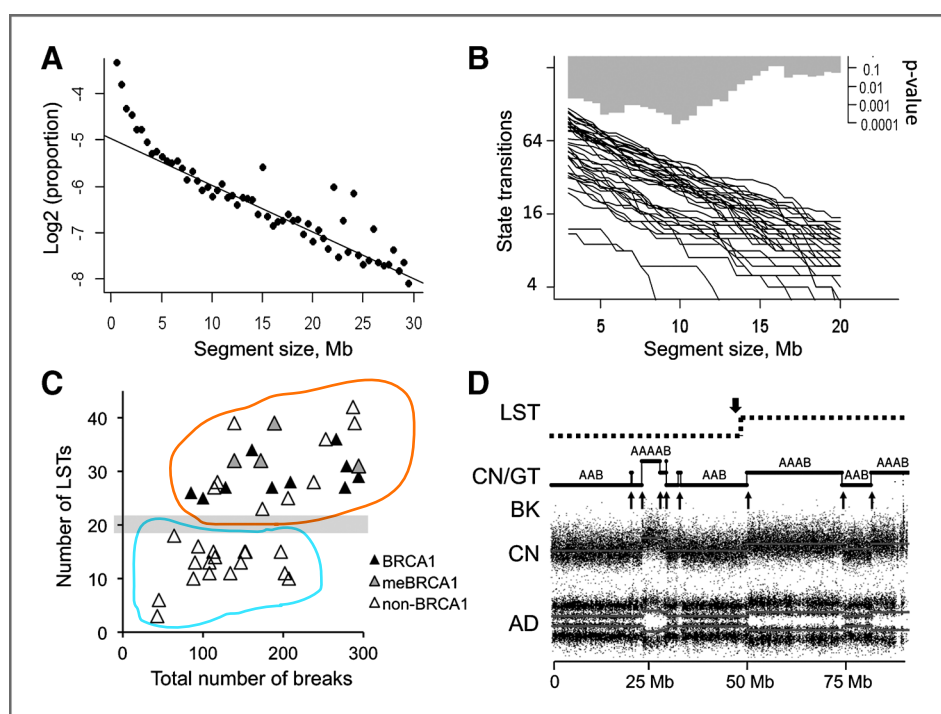 A
Log2 (proportion)
-4
-5
-6
-7
-8
0 5 10 15 20 25 30
Segment size, Mb
B
State transitions
64
16
4
5 10 15 20
Segment size, Mb
0.1
0.01
0.001
0.0001
p-value
C
Number of LSTs
40
30
20
10
0
0 100 200 300
Total number of breaks
BRCA1
meBRCA1
non-BRCA1
D
LST
CN/GT
AAB AAAAB AAB AAAB AAB AAAB
BK
CN
AD
0 25 Mb 50 Mb 75 Mb